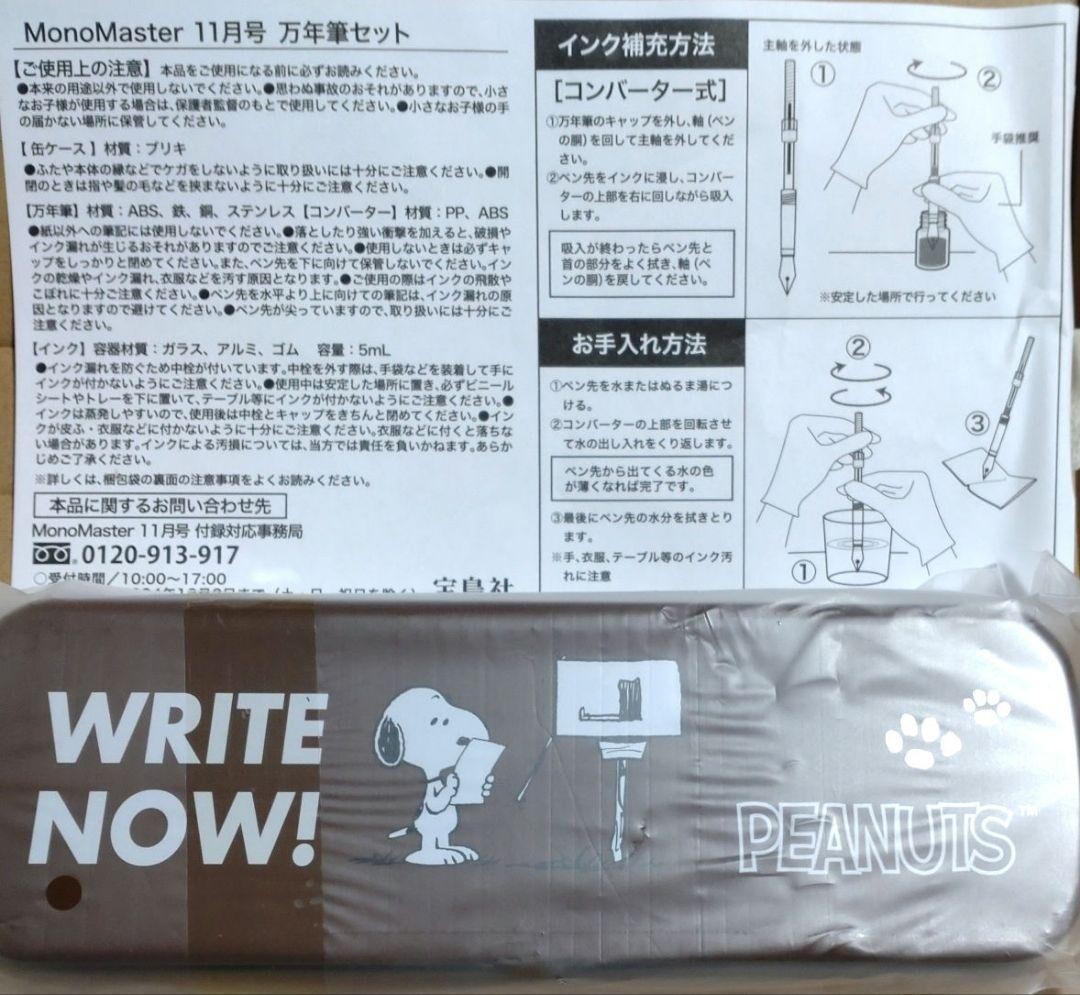 MonoMaster 11月号 万年筆セット
【ご使用上の注意】本品をご使用になる前に必ずお読みください。
●本来の用途以外で使用しないでください。●思わぬ事故のおそれがありますので、小さ
なお子様が使用する場合は、保護者監督のもとで使用してください。●小さなお子様の手
の届かない場所に保管してください。
【缶ケース】材質：ブリキ
●ふたや本体の縁などでケガをしないように取り扱いには十分にご注意ください。●開
閉のときは指や髪の毛などを挟まないように十分にご注意ください。
【万年筆】材質：ABS、鉄、銅、ステンレス【コンバーター】材質：PP、ABS
●紙以外への筆記には使用しないでください。●落としたり強い衝撃を加えると、破損や
インク漏れが生じるおそれがありますのでご注意ください。●使用しないときは必ずキャ
ップをしっかりと閉めてください。また、ペン先を下に向けて保管しないでください。イン
クの乾燥やインク漏れ、衣服などを汚す原因となります。●ご使用の際はインクの飛散や
こぼれに十分ご注意ください。●ペン先を水平より上に向けての筆記は、インク漏れの原
因となりますので避けてください。●ペン先が尖っていますので、取り扱いには十分にご
注意ください。
【インク】容器材質：ガラス、アルミ、ゴム 容量：5mL
●インク漏れを防ぐため中栓が付いています。中栓を外す際は、手袋などを装着して手に
インクが付かないようにご注意ください。●使用中は安定した場所に置き、必ずビニール
シートやトレーを下に置いて、テーブル等にインクが付かないようご注意ください。●
インクは蒸発しやすいので、使用後は中栓とキャップをきちんと閉めてください。●イン
クが皮ふ・衣服などに付かないように十分にご注意ください。衣服などに付くと落ちな
い場合があります。インクによる汚損については、当方では責任を負いかねます。あらか
じめご了承ください。
※詳しくは、梱包袋の裏面の注意事項をよくお読みください。
本品に関するお問い合わせ先
MonoMaster 11月号 付録対応事務局
0120-913-917
○受付時間／10:00〜17:00
宝島社
インク補充方法
［コンバーター式］
①万年筆のキャップを外し、軸（ペン
の胴）を回して主軸を外してくだ
さい。
②ペン先をインクに浸し、コンバー
ターの上部を右に回しながら吸入
します。
吸入が終わったらペン先と
首の部分をよく拭き、軸（ペ
ンの胴）を戻してください。
主軸を外した状態
①
②
手袋推奨
※安定した場所で行ってください
お手入れ方法
①ペン先を水またはぬるま湯につ
ける。
②コンバーターの上部を回転させ
て水の出し入れをくり返します。
ペン先から出てくる水の色
が薄くなれば完了です。
③最後にペン先の水分を拭きとり
ます。
※手、衣服、テーブル等のインク汚
れに注意
②
③
①
WRITE
NOW!
PEANUTS™